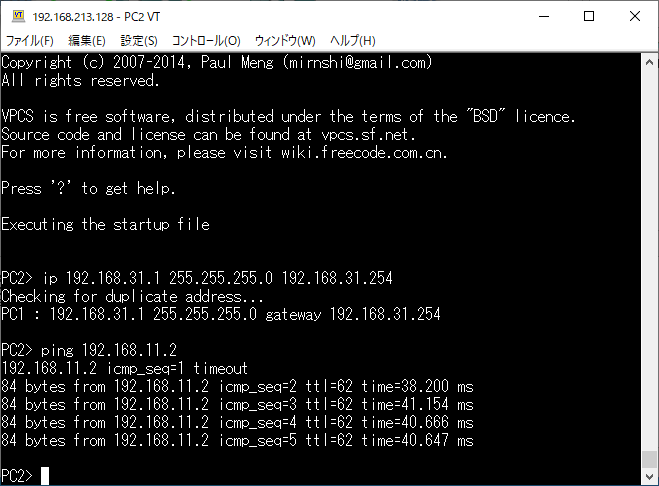 192.168.213.128 - PC2 VT
ファイル(F) 編集(E) 設定(S) コントロール(O) ウィンドウ(W) ヘルプ(H)
Copyright (c) 2007-2014, Paul Meng (mirnshi@gmail.com)
All rights reserved.
VPCS is free software, distributed under the terms of the "BSD" licence.
Source code and license can be found at vpcs.sf.net.
For more information, please visit wiki.freecode.com.cn.
Press '?' to get help.
Executing the startup file
PC2> ip 192.168.31.1 255.255.255.0 192.168.31.254
Checking for duplicate address...
PC1 : 192.168.31.1 255.255.255.0 gateway 192.168.31.254
PC2> ping 192.168.11.2
192.168.11.2 icmp_seq=1 timeout
84 bytes from 192.168.11.2 icmp_seq=2 ttl=62 time=38.200 ms
84 bytes from 192.168.11.2 icmp_seq=3 ttl=62 time=41.154 ms
84 bytes from 192.168.11.2 icmp_seq=4 ttl=62 time=40.666 ms
84 bytes from 192.168.11.2 icmp_seq=5 ttl=62 time=40.647 ms
PC2>